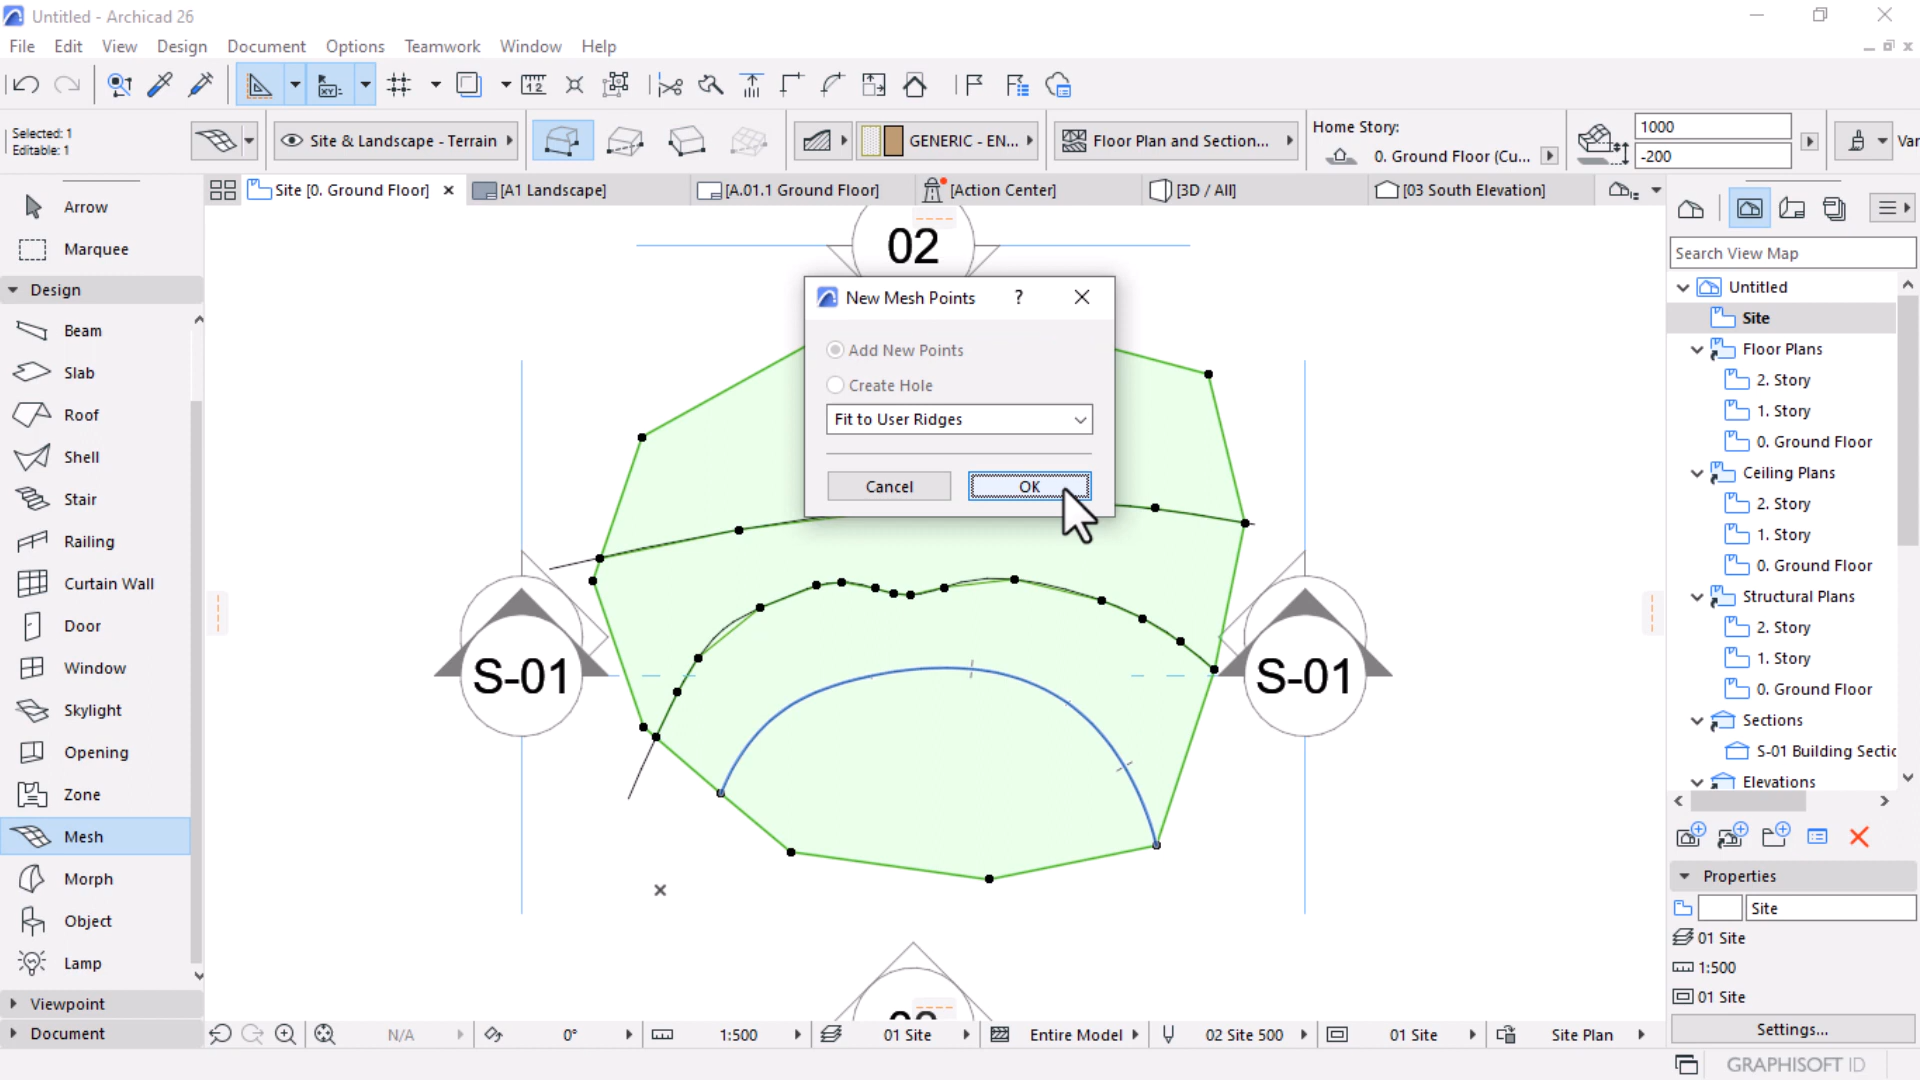 Untitled - Archicad 26
File Edit View Design Document Options Teamwork Window Help
Selected: 1
Editable: 1
Site & Landscape - Terrain
GENERIC - EN...
Floor Plan and Section...
Home Story:
0. Ground Floor (Cu...
1000
-200
Var
Site [0. Ground Floor]
[A1 Landscape]
[A.01.1 Ground Floor]
[Action Center]
[3D / All]
[03 South Elevation]
Arrow
Marquee
Design
Beam
Slab
Roof
Shell
Stair
Railing
Curtain Wall
Door
Window
Skylight
Opening
Zone
Mesh
Morph
Object
Lamp
Viewpoint
Document
02
New Mesh Points
?
Add New Points
Create Hole
Fit to User Ridges
Cancel
OK
S-01
S-01
Search View Map
Untitled
Site
Floor Plans
2. Story
1. Story
0. Ground Floor
Ceiling Plans
2. Story
1. Story
0. Ground Floor
Structural Plans
2. Story
1. Story
0. Ground Floor
Sections
S-01 Building Sectio
Elevations
Properties
Site
01 Site
1:500
01 Site
Settings...
N/A
0°
1:500
01 Site
Entire Model
02 Site 500
01 Site
Site Plan
GRAPHISOFT ID